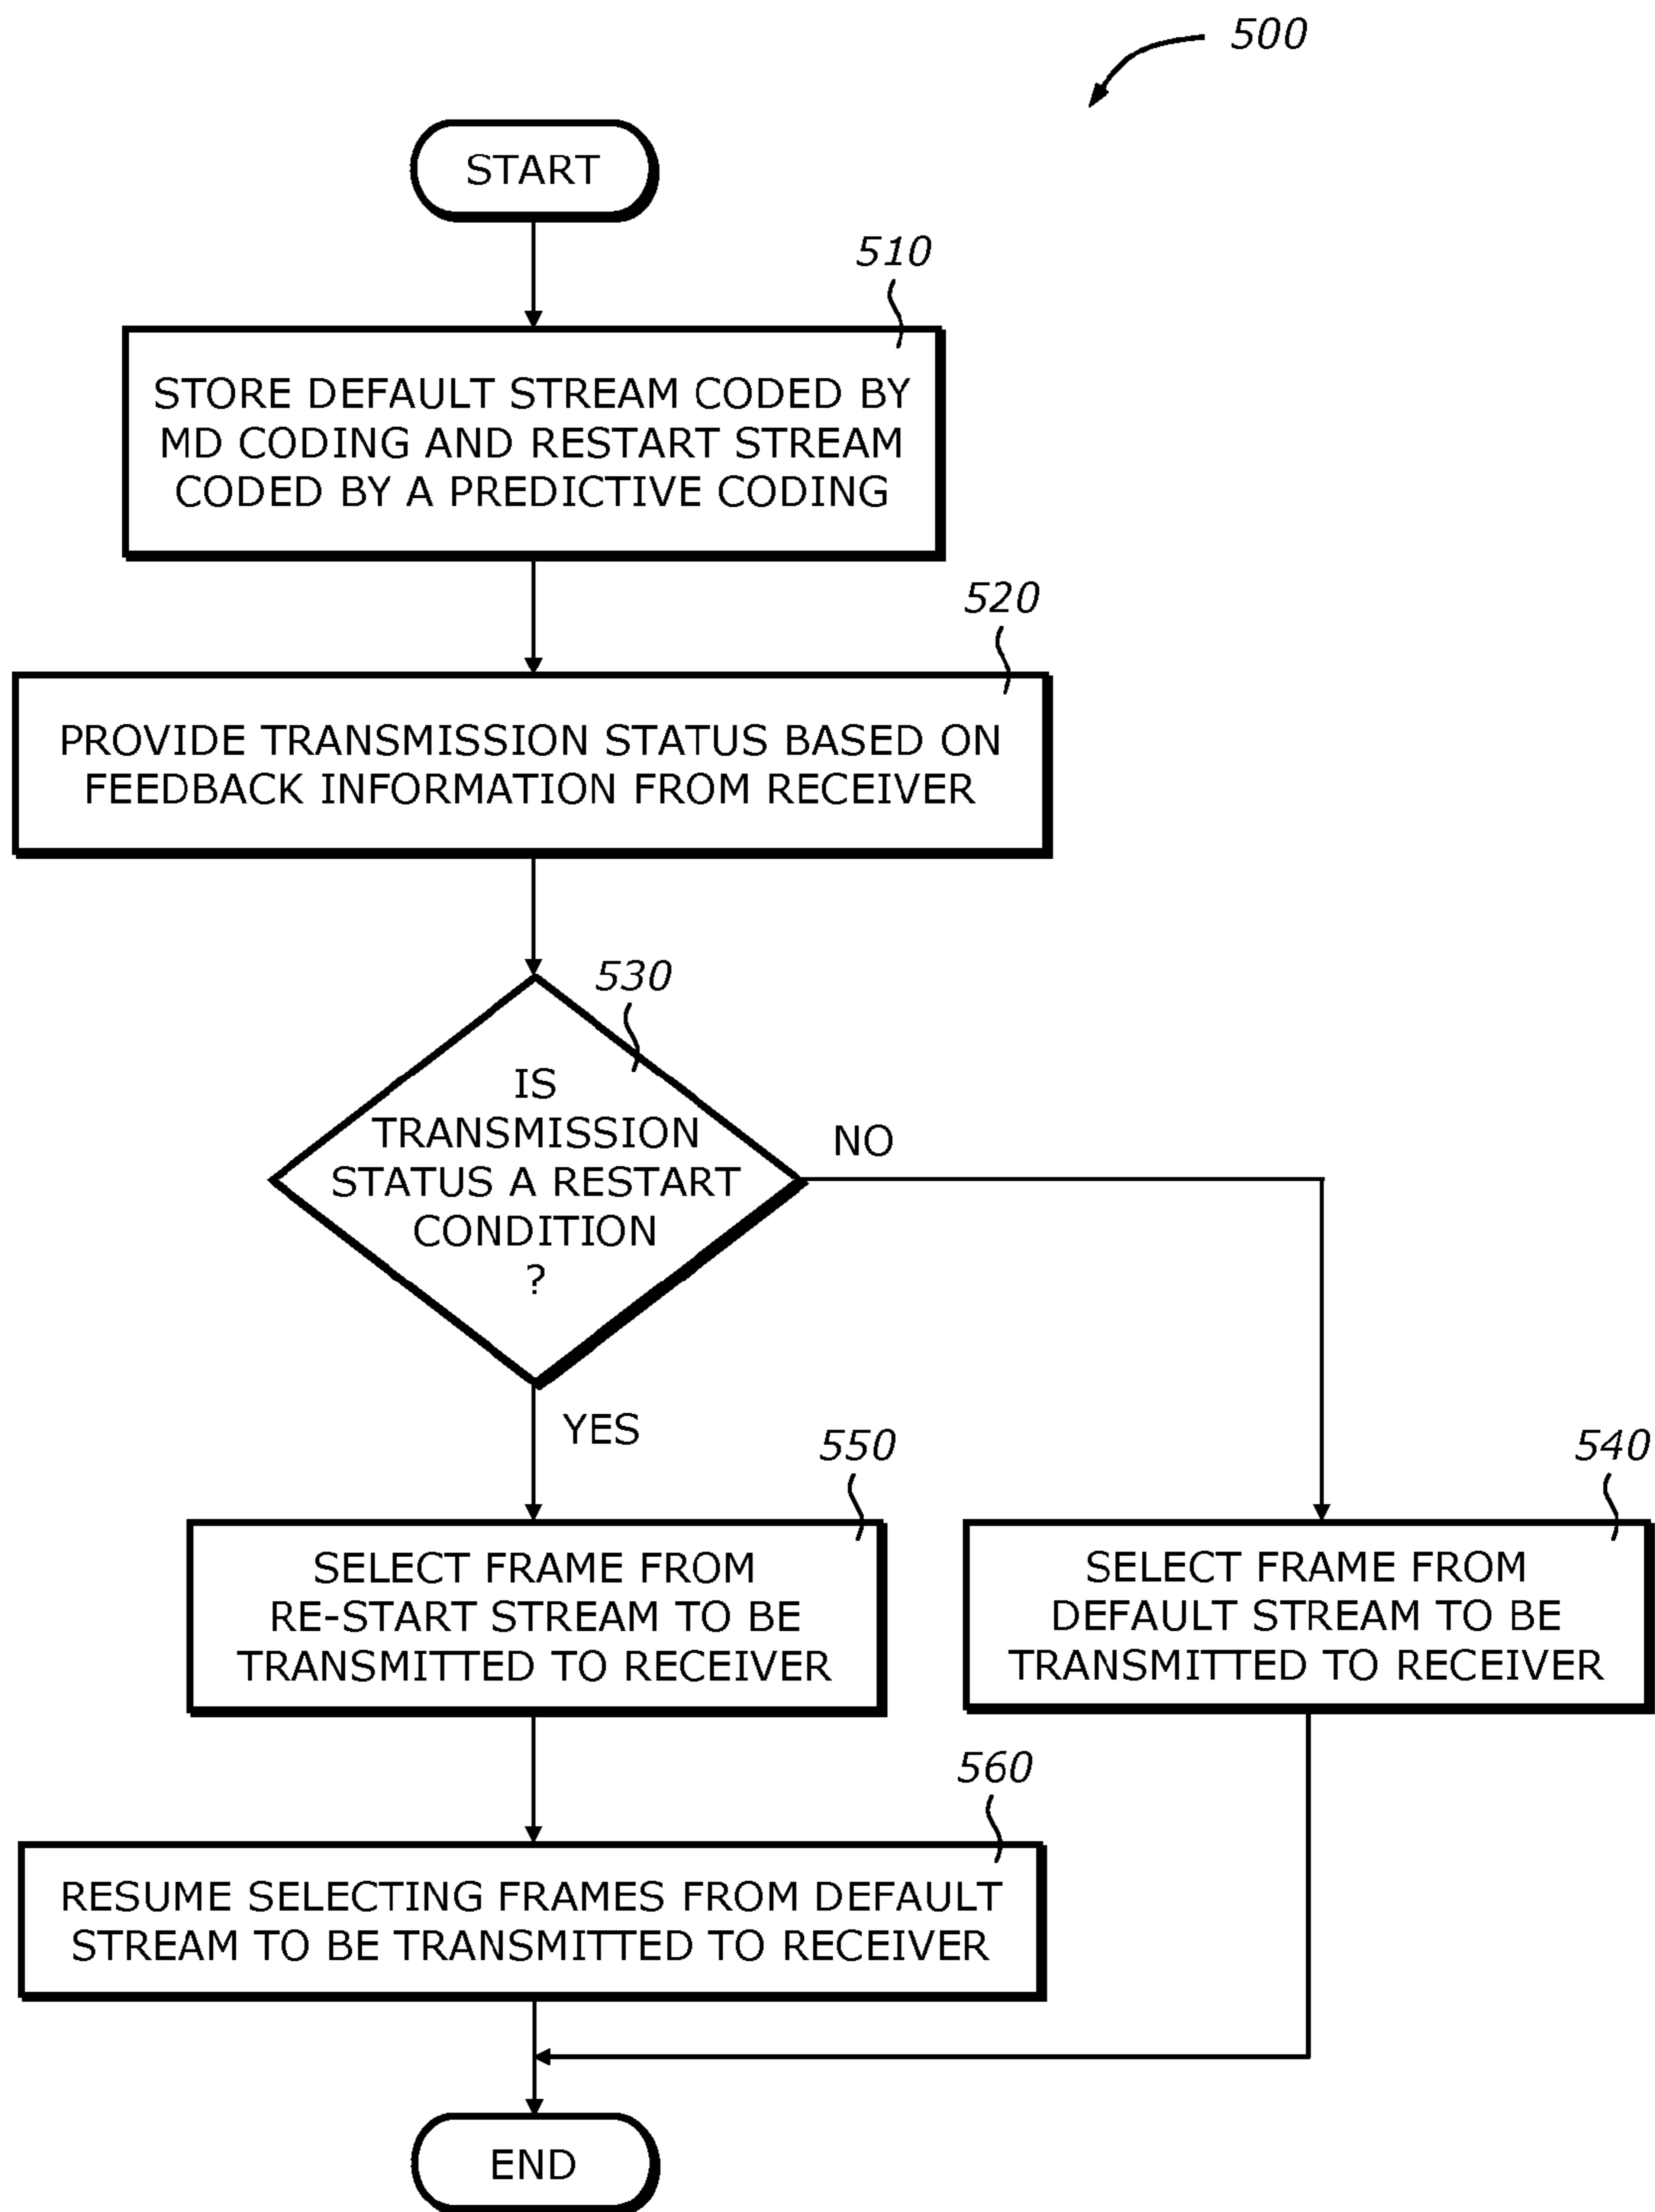 500
START
510
STORE DEFAULT STREAM CODED BY
MD CODING AND RESTART STREAM
CODED BY A PREDICTIVE CODING
520
PROVIDE TRANSMISSION STATUS BASED ON
FEEDBACK INFORMATION FROM RECEIVER
530
IS
TRANSMISSION
STATUS A RESTART
CONDITION
?
NO
YES
550
SELECT FRAME FROM
RE-START STREAM TO BE
TRANSMITTED TO RECEIVER
540
SELECT FRAME FROM
DEFAULT STREAM TO BE
TRANSMITTED TO RECEIVER
560
RESUME SELECTING FRAMES FROM DEFAULT
STREAM TO BE TRANSMITTED TO RECEIVER
END